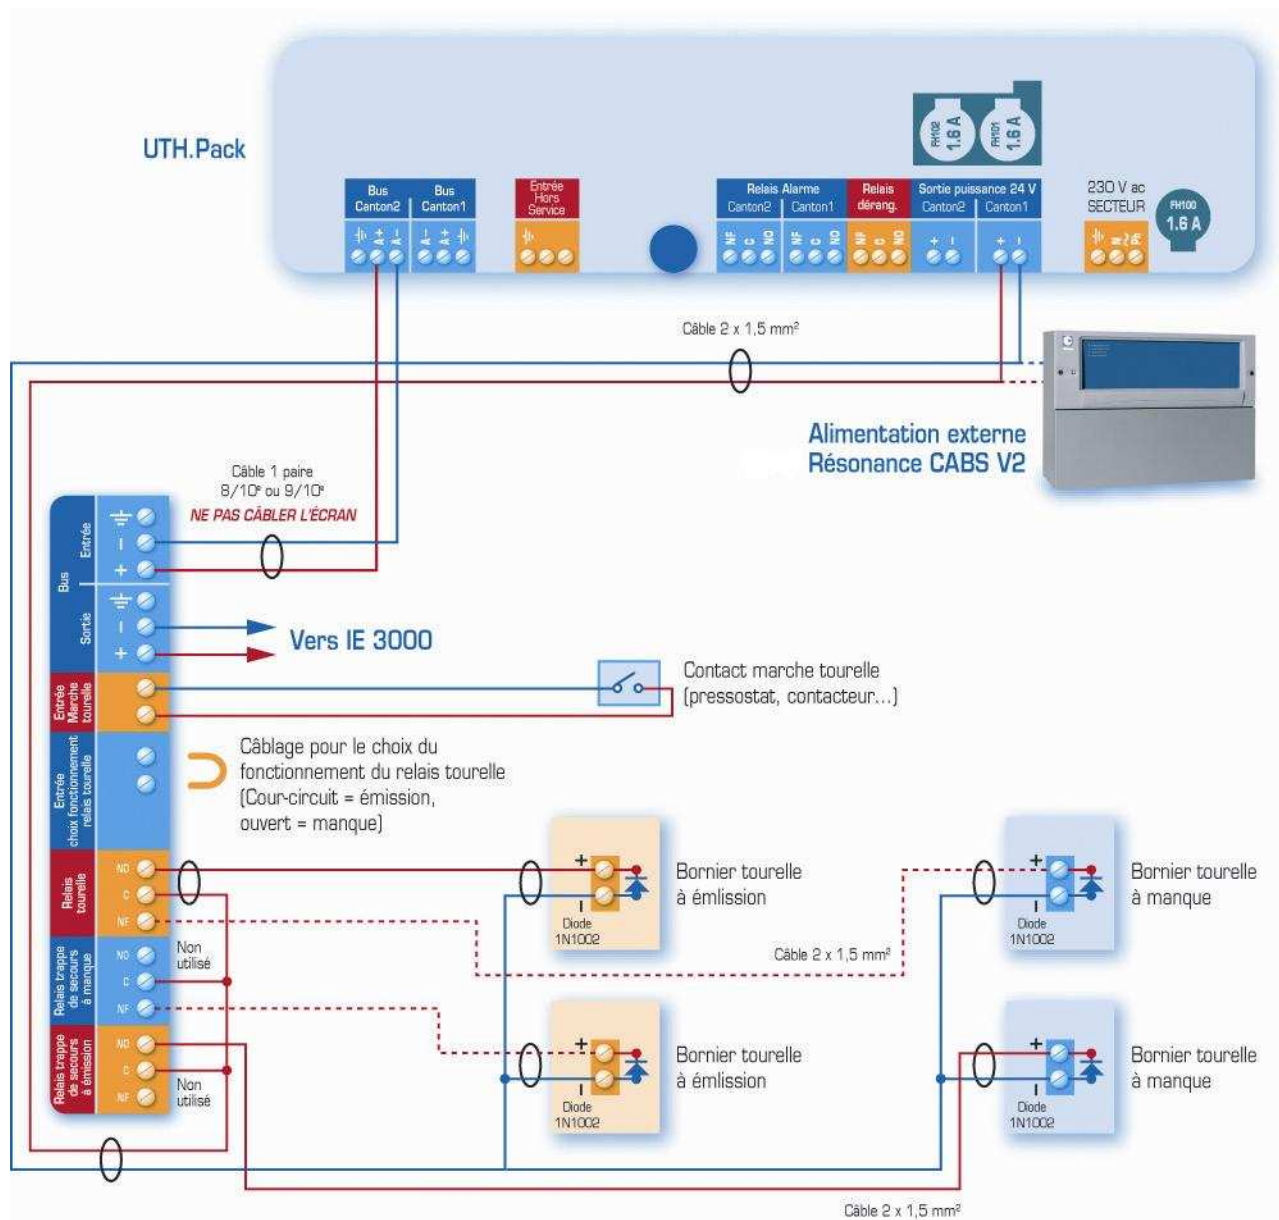 UTH.Pack
FH102
1.6 A
FH101
1.6 A
Bus
Canton2
Bus
Canton1
Entrée
Hors
Service
Relais Alarme
Canton2
Canton1
Relais
dérang.
Sortie puissance 24 V
Canton2
Canton1
230 V ac
SECTEUR
FH100
1.6 A
A+
A-
A-
A+
NF
C
NO
NF
C
NO
NF
C
NO
+
-
+
-
N
Ph
Câble 2 x 1,5 mm²
Alimentation externe
Résonance CABS V2
Câble 1 paire
8/10e ou 9/10e
NE PAS CÂBLER L'ÉCRAN
Bus
Entrée
-
+
Sortie
-
+
Vers IE 3000
Entrée
Marche
tourelle
Contact marche tourelle
(pressostat, contacteur...)
Entrée
choix fonctionnement
relais tourelle
Câblage pour le choix du
fonctionnement du relais tourelle
(Cour-circuit = émission,
ouvert = manque)
Relais
tourelle
NO
C
NF
+
-
Diode
1N1002
Bornier tourelle
à émlission
+
-
Diode
1N1002
Bornier tourelle
à manque
Câble 2 x 1,5 mm²
Relais trappe
de secours
à manque
NO
C
NF
Non
utilisé
Relais trappe
de secours
à émission
NO
C
NF
Non
utilisé
+
-
Diode
1N1002
Bornier tourelle
à émlission
+
-
Diode
1N1002
Bornier tourelle
à manque
Câble 2 x 1,5 mm²